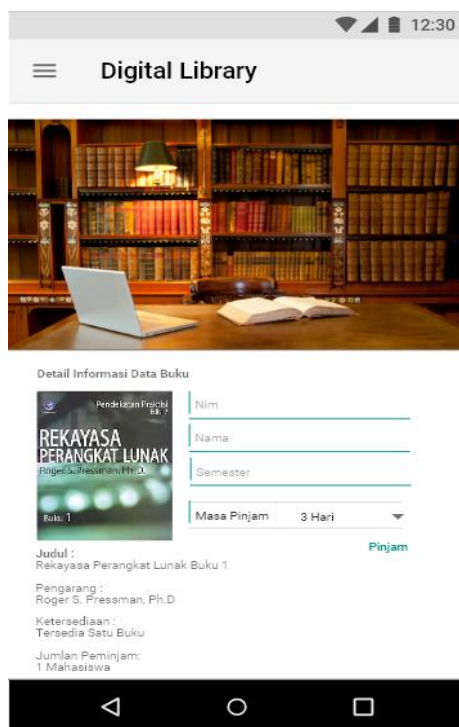 12:30
Digital Library
Detail Informasi Data Buku
Pendekatan Praktisi
Edisi 7
REKAYASA
PERANGKAT LUNAK
Roger S. Pressman, Ph.D.
Buku 1
Nim
Nama
Semester
Masa Pinjam 3 Hari
Pinjam
Judul :
Rekayasa Perangkat Lunak Buku 1
Pengarang :
Roger S. Pressman, Ph.D
Ketersediaan :
Tersedia Satu Buku
Jumlan Peminjam:
1 Mahasiswa